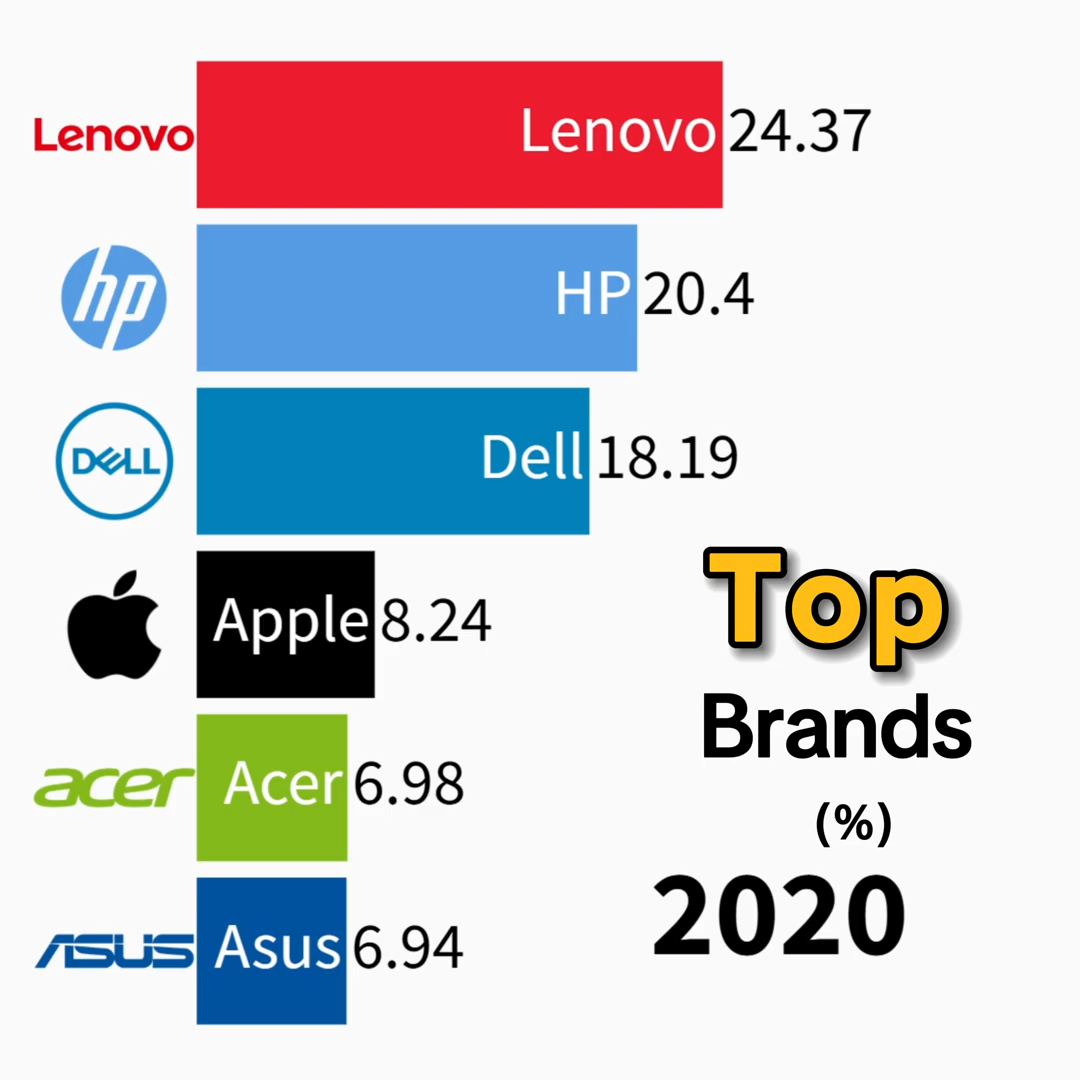 Lenovo Lenovo 24.37
hp HP 20.4
DELL Dell 18.19
Apple 8.24
Top
Brands
acer Acer 6.98
(%)
2020
ASUS Asus 6.94